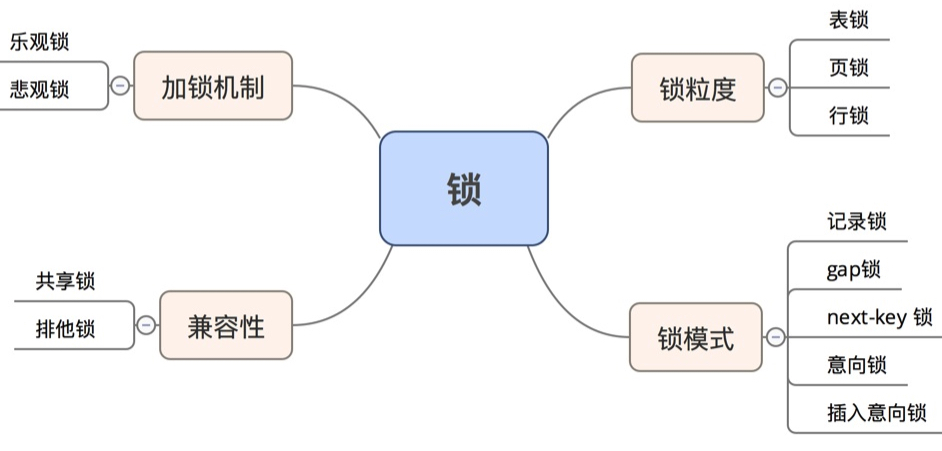 锁
加锁机制
乐观锁
悲观锁
兼容性
共享锁
排他锁
锁粒度
表锁
页锁
行锁
锁模式
记录锁
gap锁
next-key 锁
意向锁
插入意向锁